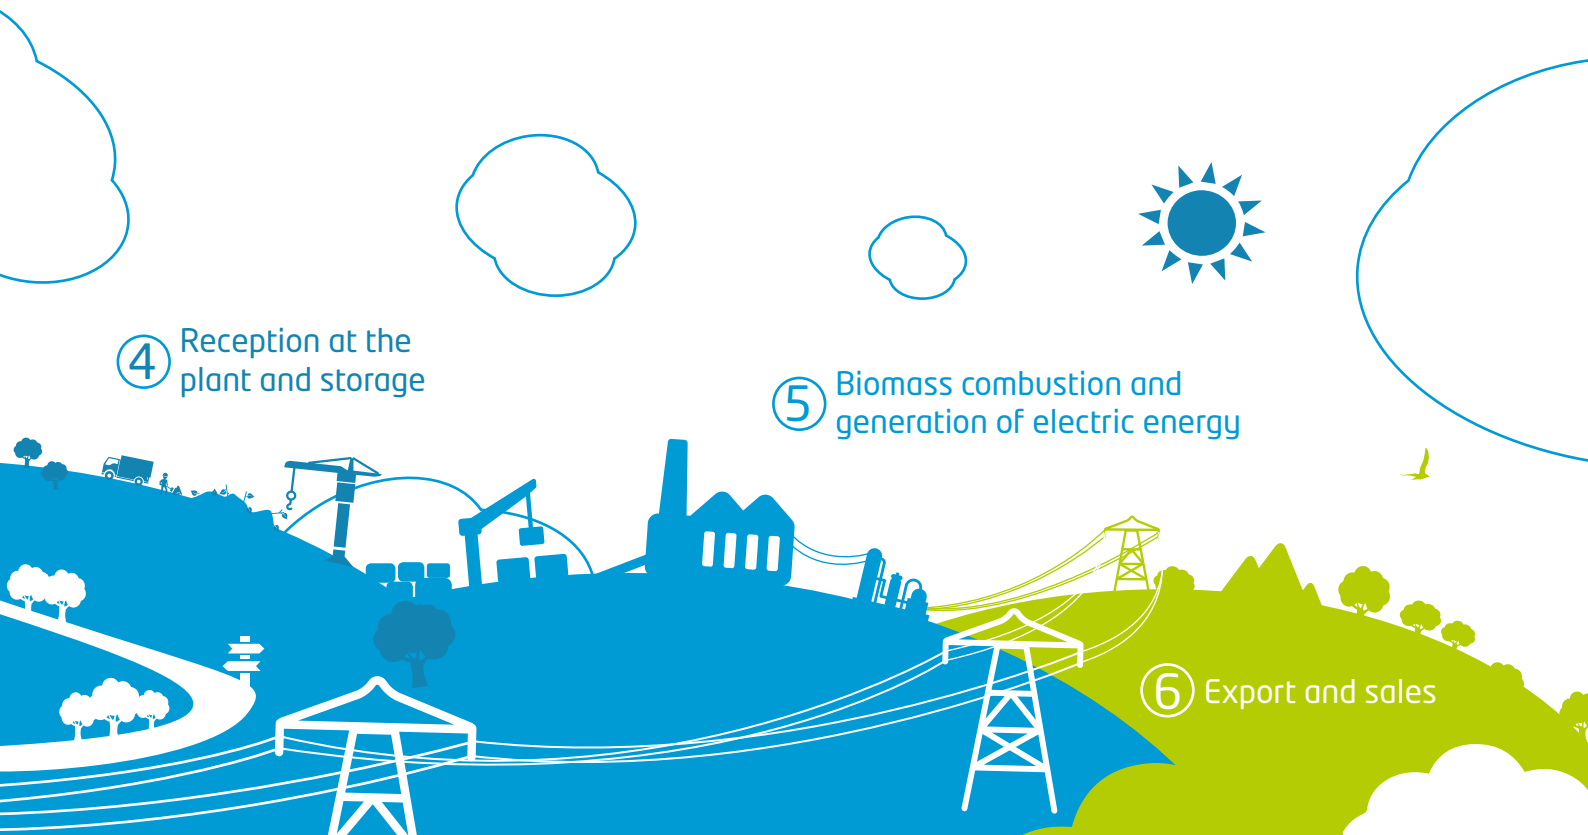 4 Reception at the
plant and storage
5 Biomass combustion and
generation of electric energy
6 Export and sales